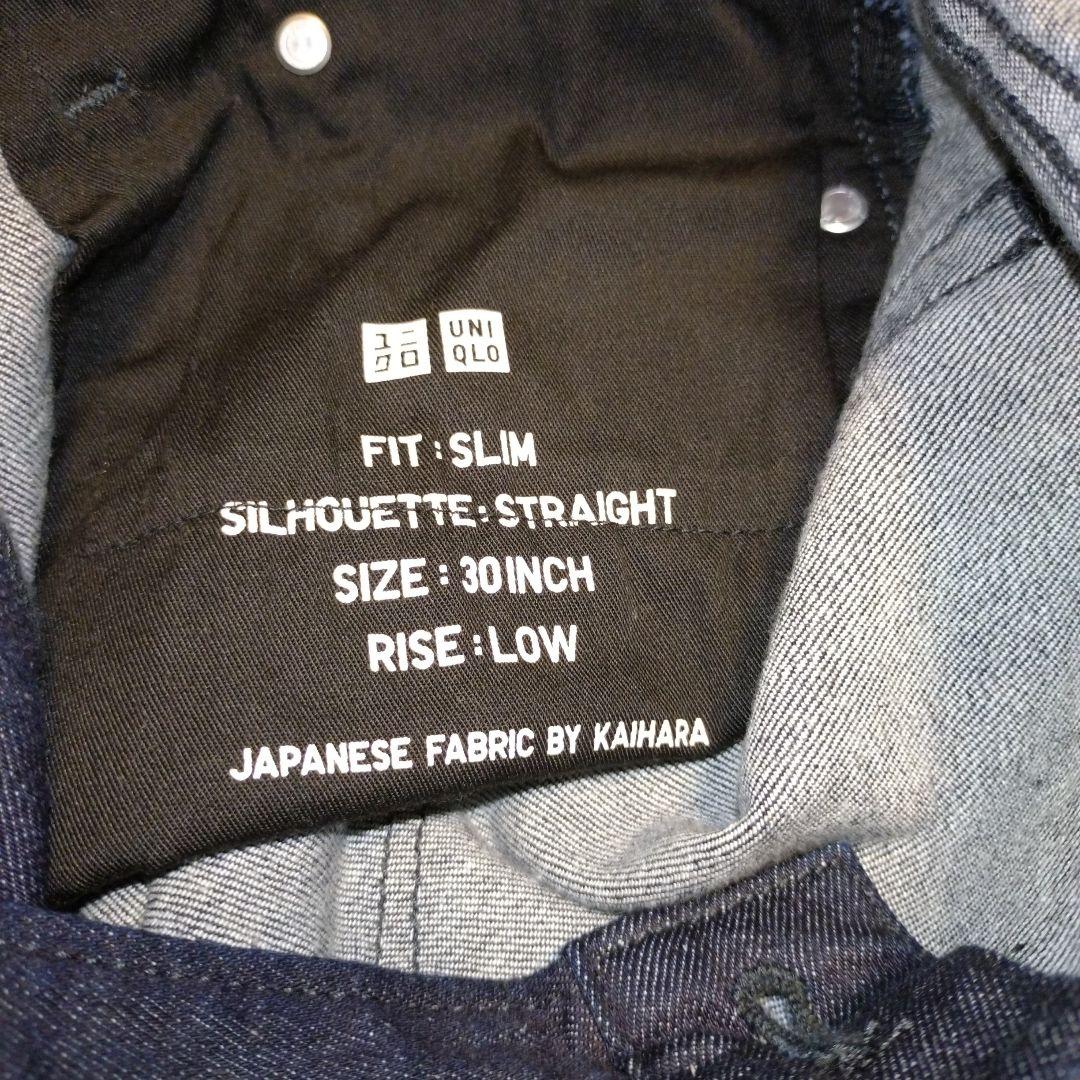 ユニ クロ UNI QLO
FIT : SLIM
SILHOUETTE : STRAIGHT
SIZE : 30 INCH
RISE : LOW
JAPANESE FABRIC BY KAIHARA